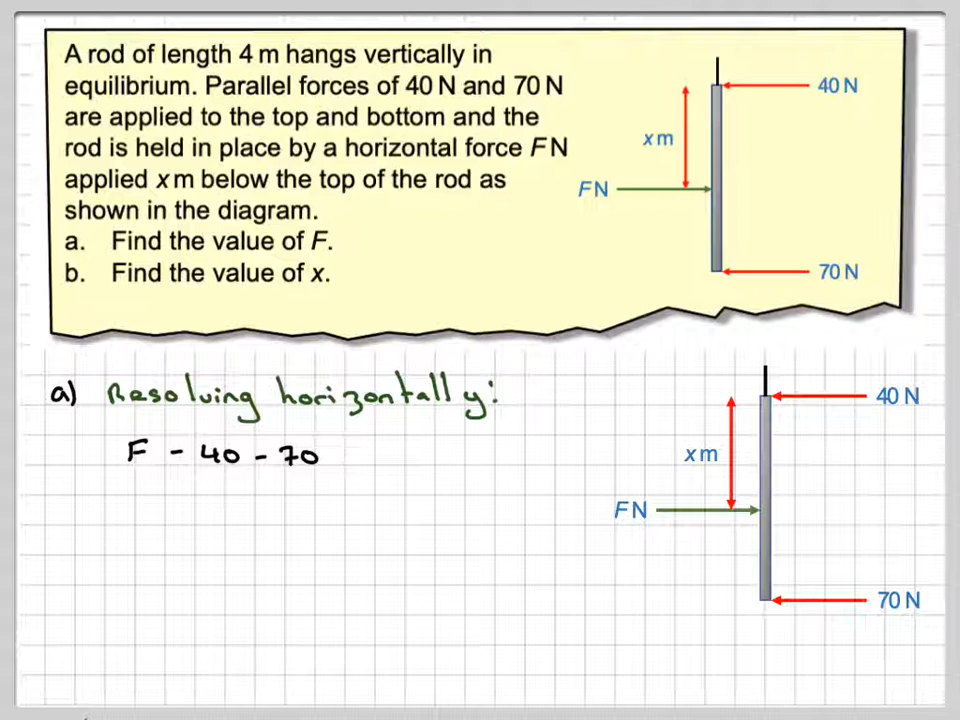 A rod of length 4 m hangs vertically in
equilibrium. Parallel forces of 40 N and 70 N
are applied to the top and bottom and the
rod is held in place by a horizontal force F N
applied x m below the top of the rod as
shown in the diagram.
a. Find the value of F.
b. Find the value of x.
40 N
x m
F N
70 N
a) Resolving horizontally:
F - 40 - 70
40 N
x m
F N
70 N